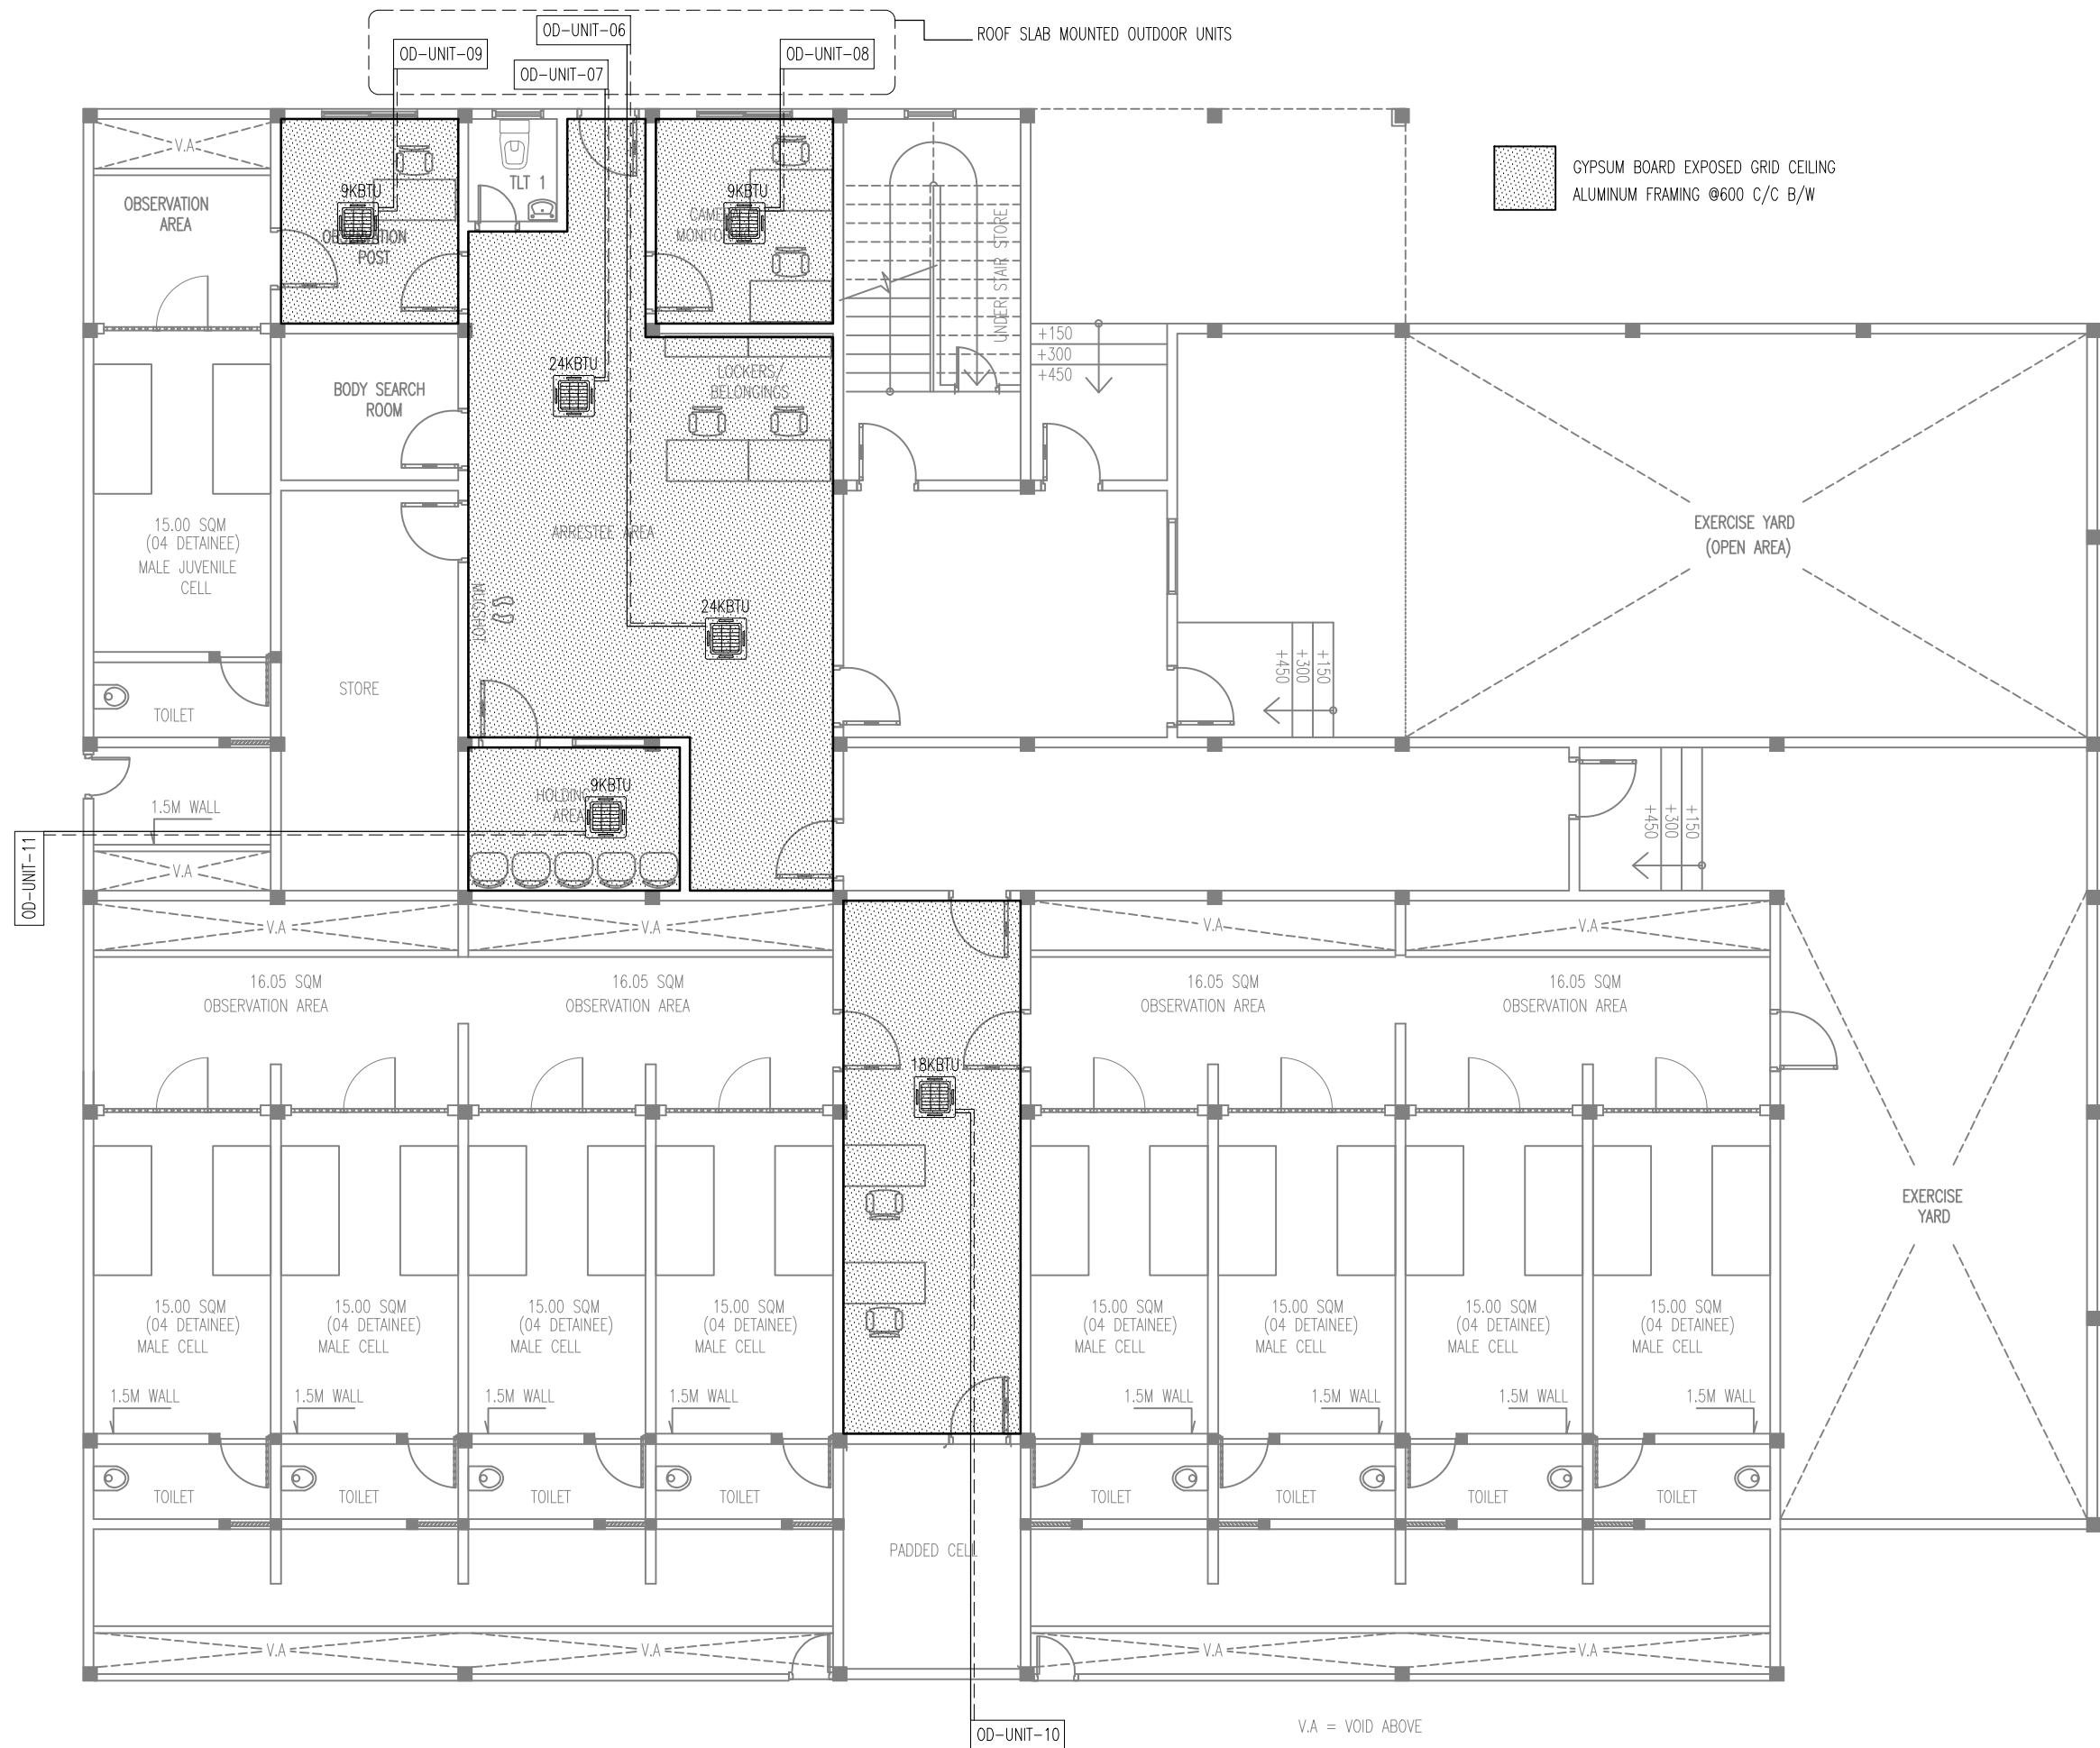 OD-UNIT-06
ROOF SLAB MOUNTED OUTDOOR UNITS
OD-UNIT-09
OD-UNIT-08
OD-UNIT-07
V.A
GYPSUM BOARD EXPOSED GRID CEILING
ALUMINUM FRAMING @600 C/C B/W
TLT 1
9KBTU
9KBTU
OBSERVATION
AREA
POST
UNDER STAIR STORE
+150
+300
+450
24KBTU
LOCKERS/
BELONGINGS
BODY SEARCH
ROOM
15.00 SQM
(04 DETAINEE)
MALE JUVENILE
CELL
ARRESTEE AREA
EXERCISE YARD
(OPEN AREA)
MUGSHOT
24KBTU
+450
+300
+150
STORE
TOILET
9KBTU
HOLDING
AREA
1.5M WALL
+450
+300
+150
V.A
OD-UNIT-11
V.A
V.A
V.A
V.A
16.05 SQM
OBSERVATION AREA
16.05 SQM
OBSERVATION AREA
16.05 SQM
OBSERVATION AREA
16.05 SQM
OBSERVATION AREA
18KBTU
EXERCISE
YARD
15.00 SQM
(04 DETAINEE)
MALE CELL
15.00 SQM
(04 DETAINEE)
MALE CELL
15.00 SQM
(04 DETAINEE)
MALE CELL
15.00 SQM
(04 DETAINEE)
MALE CELL
15.00 SQM
(04 DETAINEE)
MALE CELL
15.00 SQM
(04 DETAINEE)
MALE CELL
15.00 SQM
(04 DETAINEE)
MALE CELL
15.00 SQM
(04 DETAINEE)
MALE CELL
1.5M WALL
1.5M WALL
1.5M WALL
1.5M WALL
1.5M WALL
1.5M WALL
1.5M WALL
1.5M WALL
TOILET
TOILET
TOILET
TOILET
TOILET
TOILET
TOILET
TOILET
PADDED CELL
V.A
V.A
V.A
V.A
OD-UNIT-10
V.A = VOID ABOVE